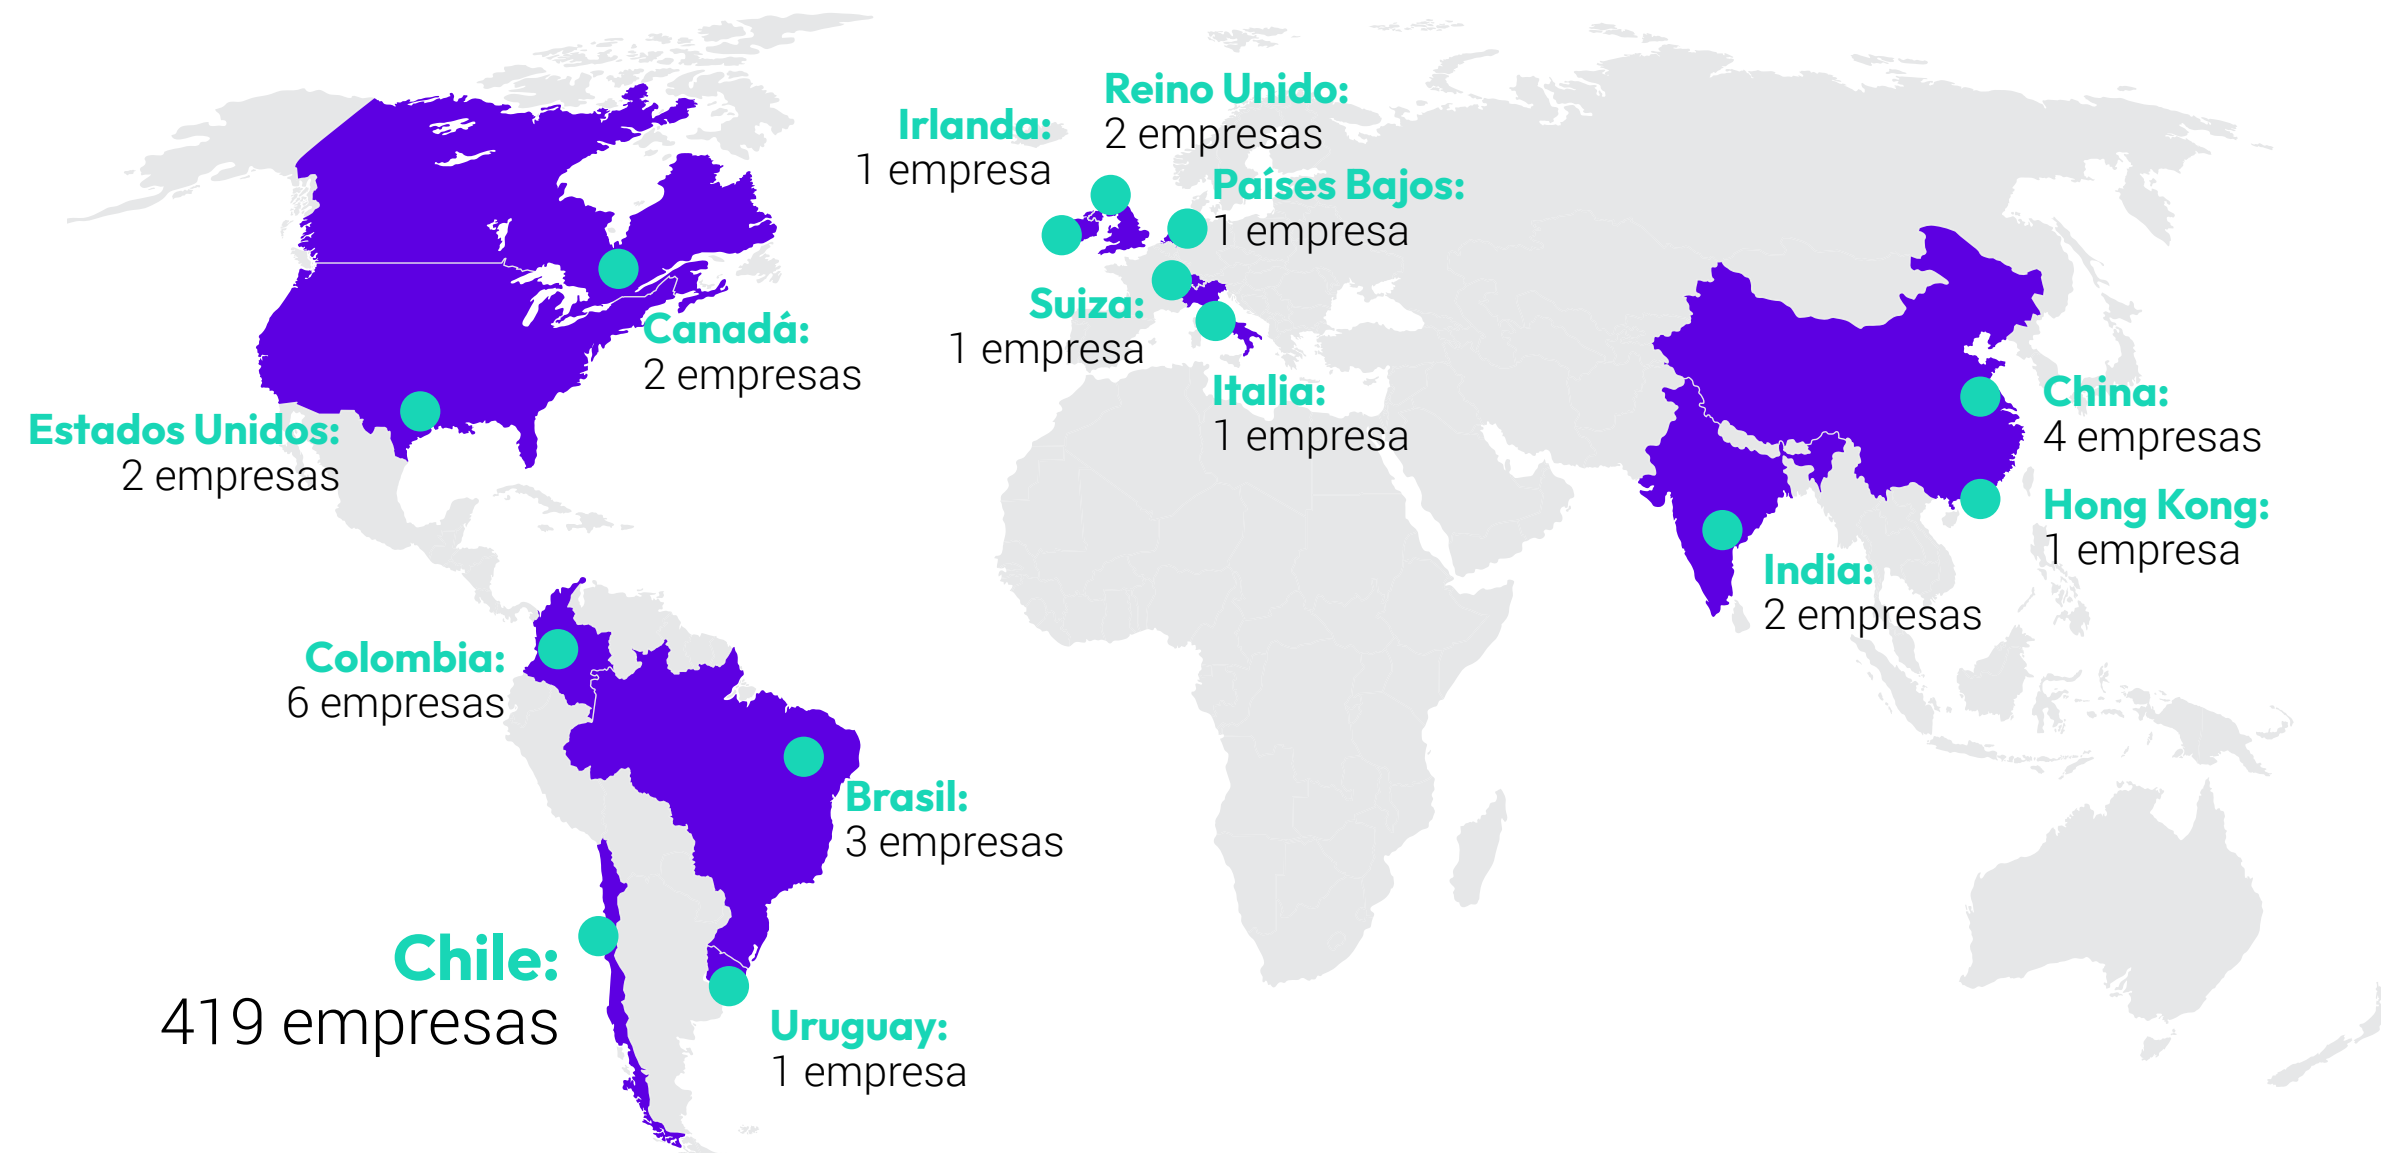 Reino Unido:
2 empresas
Irlanda:
1 empresa
Países Bajos:
1 empresa
Suiza:
1 empresa
Italia:
1 empresa
Canadá:
2 empresas
Estados Unidos:
2 empresas
China:
4 empresas
Hong Kong:
1 empresa
India:
2 empresas
Colombia:
6 empresas
Brasil:
3 empresas
Chile:
419 empresas
Uruguay:
1 empresa